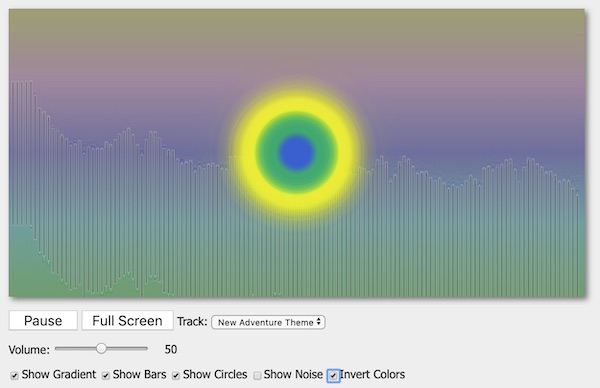 Pause Full Screen Track: New Adventure Theme
Volume: 50
Show Gradient Show Bars Show Circles Show Noise Invert Colors